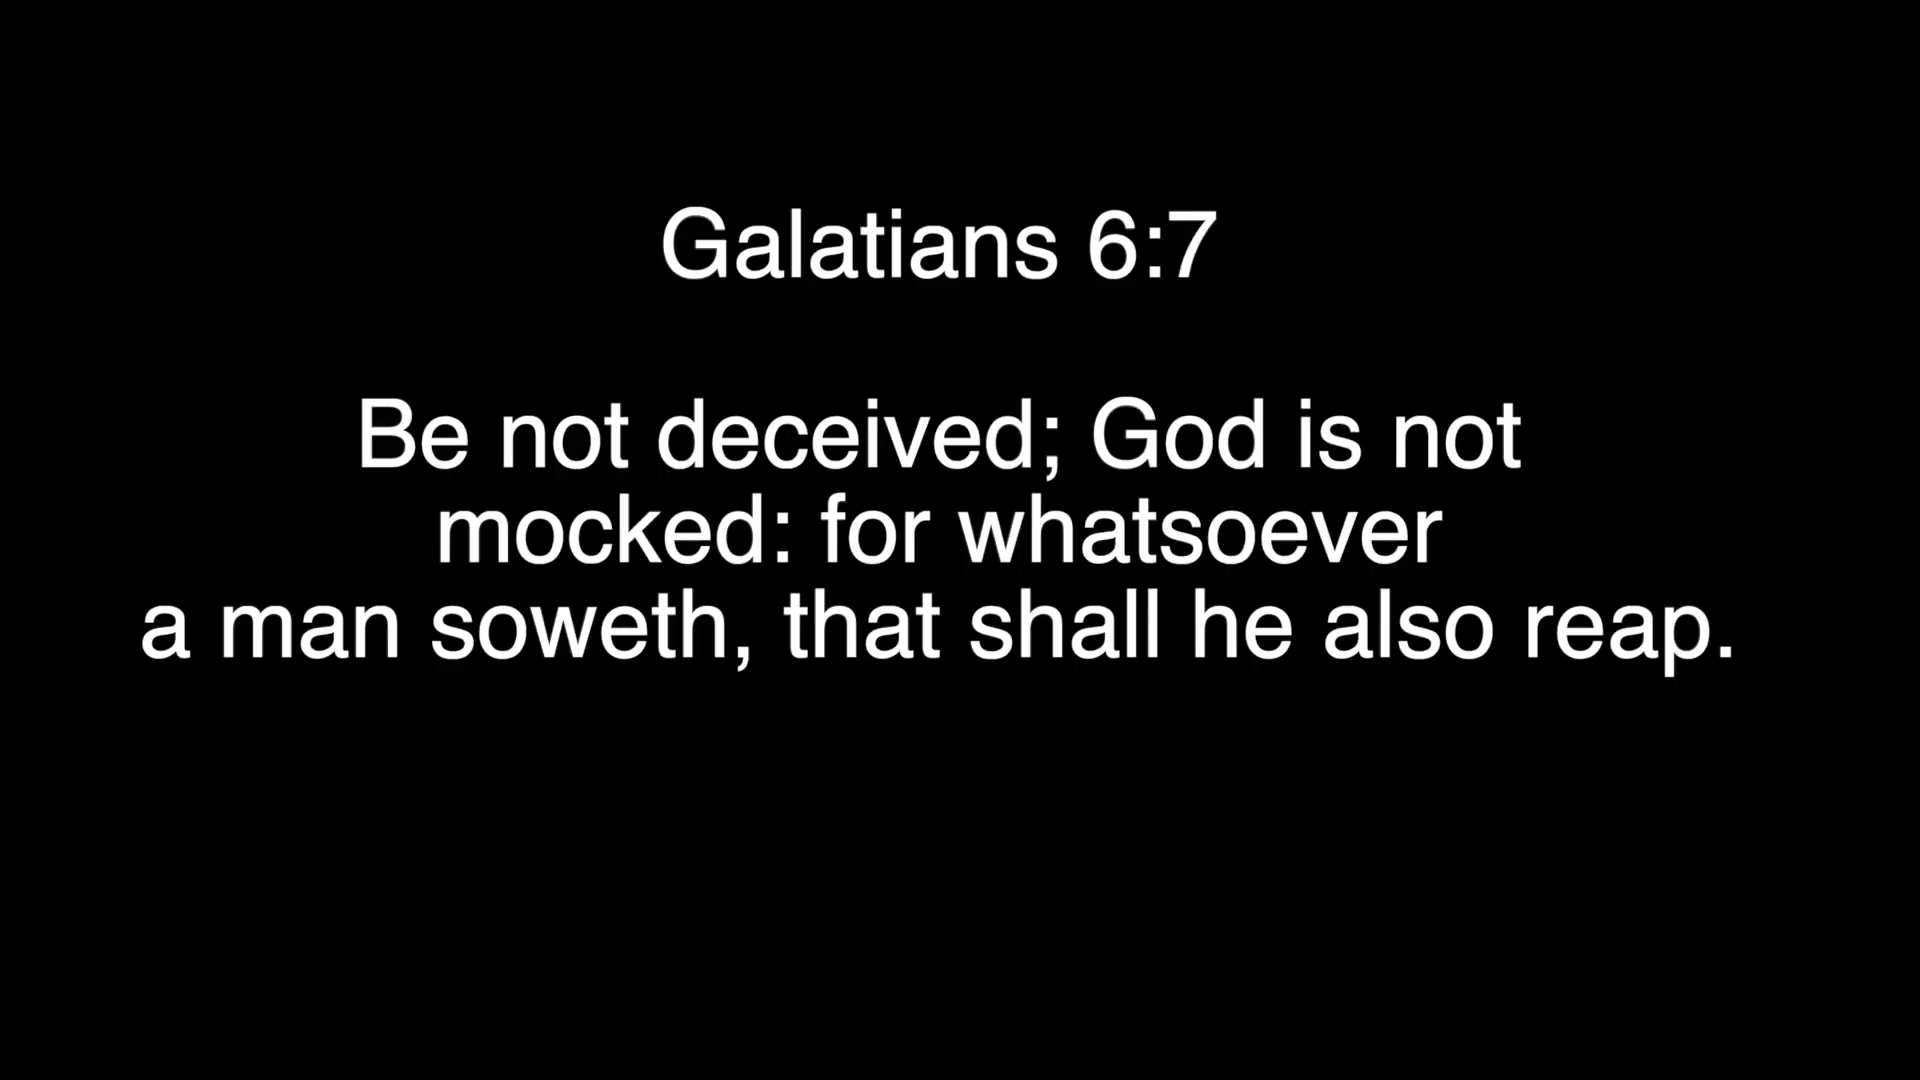 Galatians 6:7
Be not deceived; God is not
mocked: for whatsoever
a man soweth, that shall he also reap.